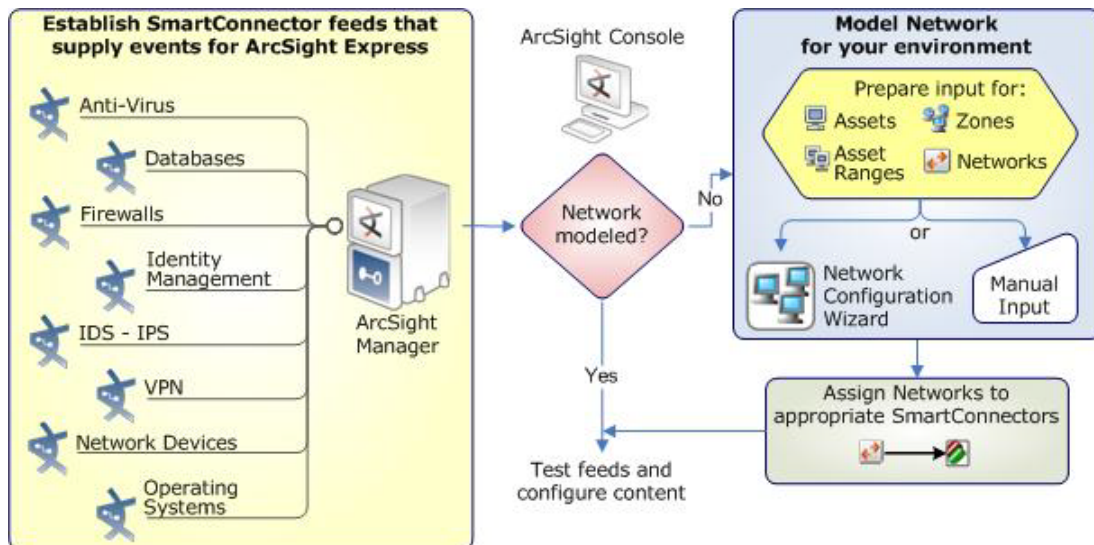 Establish SmartConnector feeds that
supply events for ArcSight Express
Anti-Virus
Databases
Firewalls
Identity
Management
IDS - IPS
VPN
Network Devices
Operating
Systems
ArcSight
Manager
ArcSight Console
Network
modeled?
No
Yes
Test feeds and
configure content
Model Network
for your environment
Prepare input for:
Assets
Zones
Asset
Ranges
Networks
or
Network
Configuration
Wizard
Manual
Input
Assign Networks to
appropriate SmartConnectors